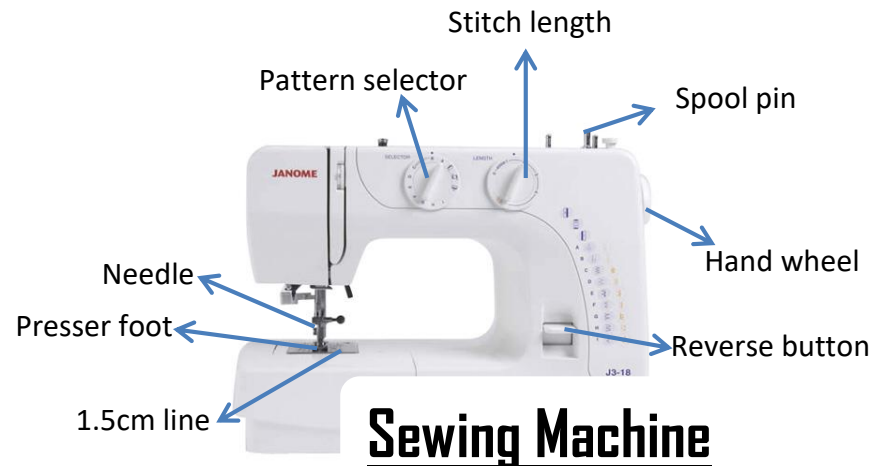 Stitch length
Pattern selector
Spool pin
SELECTOR
LENGTH
JANOME
Hand wheel
Needle
Presser foot
Reverse button
J3-18
1.5cm line
Sewing Machine